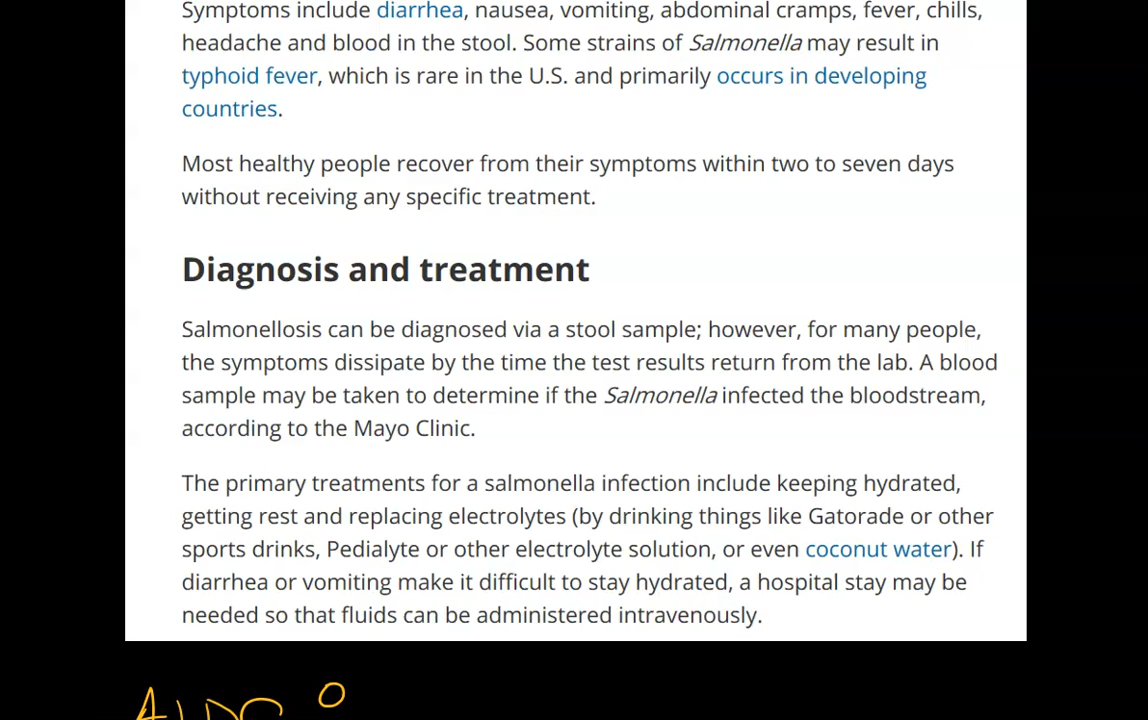 Symptoms include diarrhea, nausea, vomiting, abdominal cramps, fever, chills,
headache and blood in the stool. Some strains of Salmonella may result in
typhoid fever, which is rare in the U.S. and primarily occurs in developing
countries.
Most healthy people recover from their symptoms within two to seven days
without receiving any specific treatment.
Diagnosis and treatment
Salmonellosis can be diagnosed via a stool sample; however, for many people,
the symptoms dissipate by the time the test results return from the lab. A blood
sample may be taken to determine if the Salmonella infected the bloodstream,
according to the Mayo Clinic.
The primary treatments for a salmonella infection include keeping hydrated,
getting rest and replacing electrolytes (by drinking things like Gatorade or other
sports drinks, Pedialyte or other electrolyte solution, or even coconut water). If
diarrhea or vomiting make it difficult to stay hydrated, a hospital stay may be
needed so that fluids can be administered intravenously.